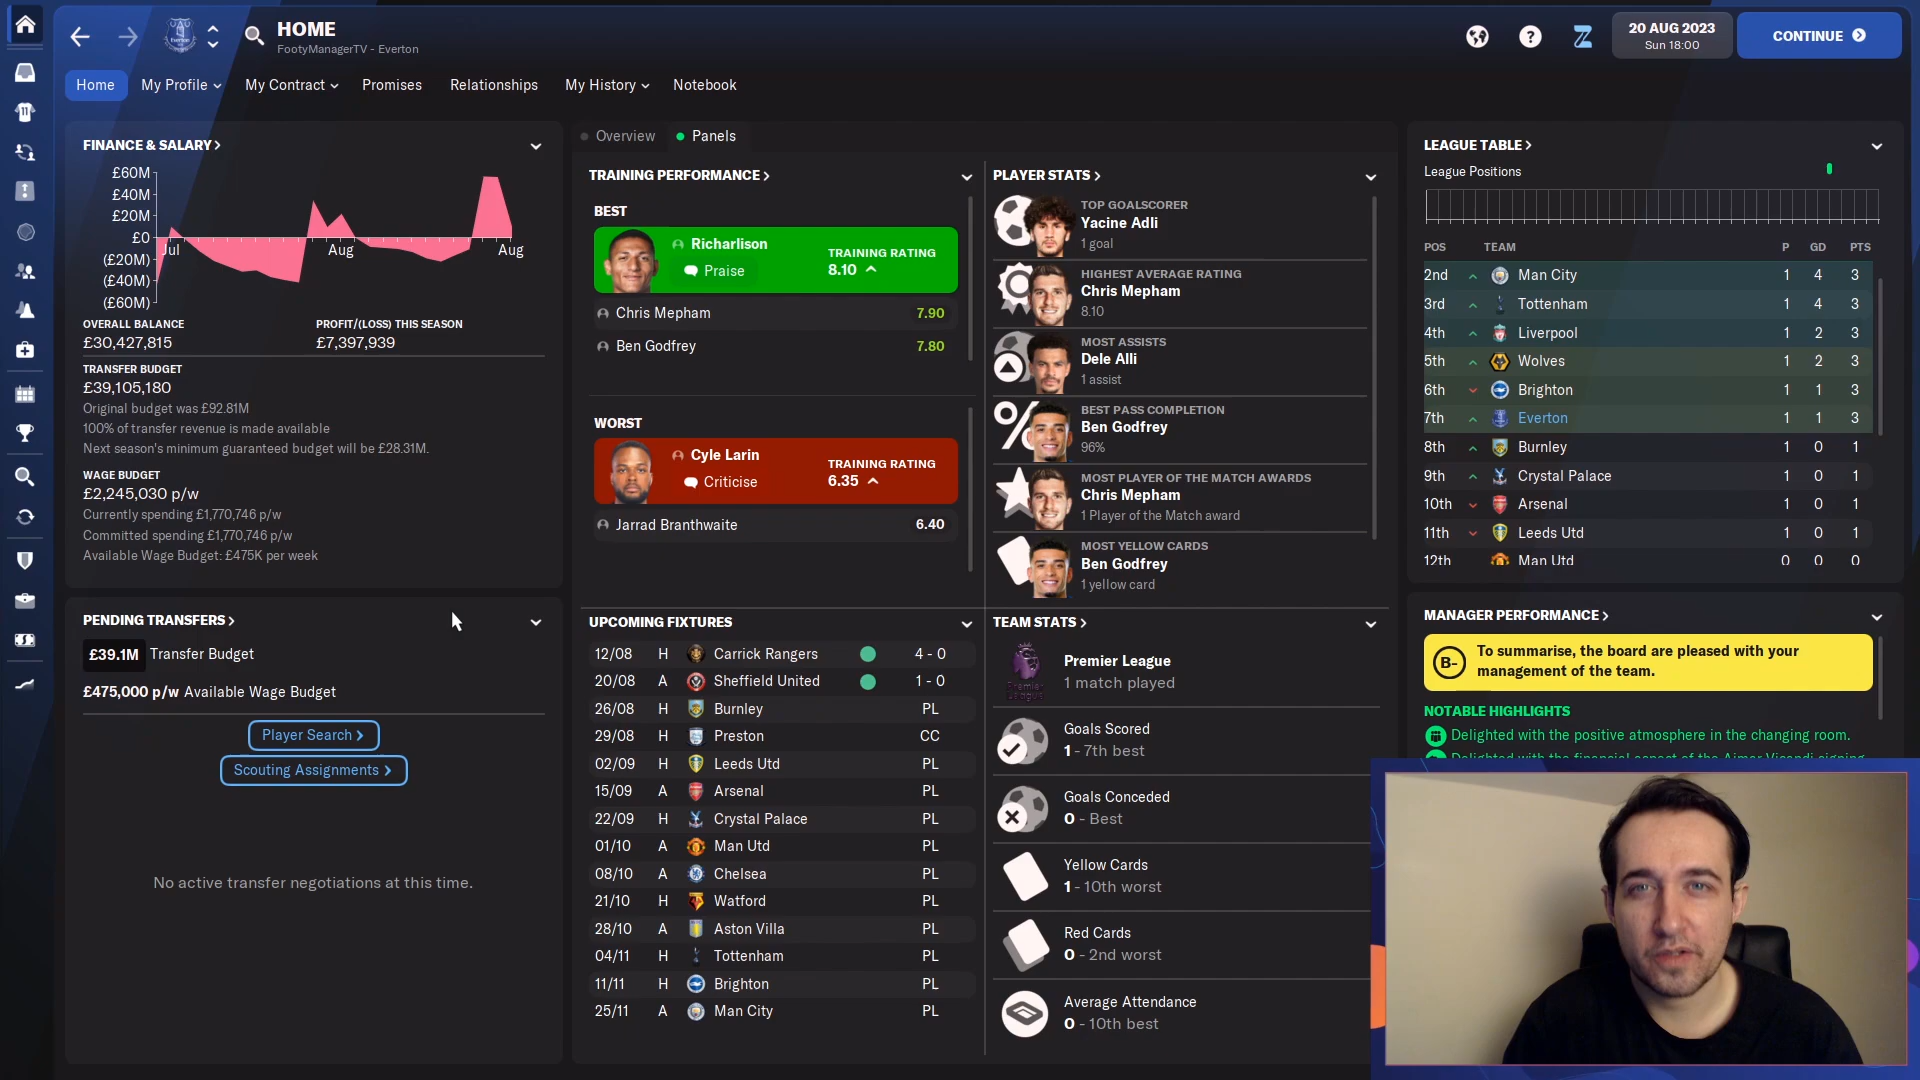 HOME
FootyManagerTV - Everton
20 AUG 2023
Sun 18:00
CONTINUE
Home
My Profile
My Contract
Promises
Relationships
My History
Notebook
FINANCE & SALARY
£60M
£40M
£20M
£0
(£20M)
(£40M)
(£60M)
Jul
Aug
Aug
OVERALL BALANCE
£30,427,815
PROFIT/(LOSS) THIS SEASON
£7,397,939
TRANSFER BUDGET
£39,105,180
Original budget was £92.81M
100% of transfer revenue is made available
Next season's minimum guaranteed budget will be £28.31M.
WAGE BUDGET
£2,245,030 p/w
Currently spending £1,770,746 p/w
Committed spending £1,770,746 p/w
Available Wage Budget: £475K per week
PENDING TRANSFERS
£39.1M Transfer Budget
£475,000 p/w Available Wage Budget
Player Search
Scouting Assignments
No active transfer negotiations at this time.
Overview
Panels
TRAINING PERFORMANCE
BEST
Richarlison
Praise
TRAINING RATING
8.10
Chris Mepham 7.90
Ben Godfrey 7.80
WORST
Cyle Larin
Criticise
TRAINING RATING
6.35
Jarrad Branthwaite 6.40
PLAYER STATS
TOP GOALSCORER
Yacine Adli
1 goal
HIGHEST AVERAGE RATING
Chris Mepham
8.10
MOST ASSISTS
Dele Alli
1 assist
BEST PASS COMPLETION
Ben Godfrey
96%
MOST PLAYER OF THE MATCH AWARDS
Chris Mepham
1 Player of the Match award
MOST YELLOW CARDS
Ben Godfrey
1 yellow card
UPCOMING FIXTURES
12/08 H Carrick Rangers 4 - 0
20/08 A Sheffield United 1 - 0
26/08 H Burnley PL
29/08 H Preston CC
02/09 H Leeds Utd PL
15/09 A Arsenal PL
22/09 H Crystal Palace PL
01/10 A Man Utd PL
08/10 A Chelsea PL
21/10 H Watford PL
28/10 A Aston Villa PL
04/11 H Tottenham PL
11/11 H Brighton PL
25/11 A Man City PL
TEAM STATS
Premier League
1 match played
Goals Scored
1 - 7th best
Goals Conceded
0 - Best
Yellow Cards
1 - 10th worst
Red Cards
0 - 2nd worst
Average Attendance
0 - 10th best
LEAGUE TABLE
League Positions
POS TEAM P GD PTS
2nd Man City 1 4 3
3rd Tottenham 1 4 3
4th Liverpool 1 2 3
5th Wolves 1 2 3
6th Brighton 1 1 3
7th Everton 1 1 3
8th Burnley 1 0 1
9th Crystal Palace 1 0 1
10th Arsenal 1 0 1
11th Leeds Utd 1 0 1
12th Man Utd 0 0 0
MANAGER PERFORMANCE
B-
To summarise, the board are pleased with your
management of the team.
NOTABLE HIGHLIGHTS
Delighted with the positive atmosphere in the changing room.
Delighted with the financial aspect of the Aimar Vicandi signing